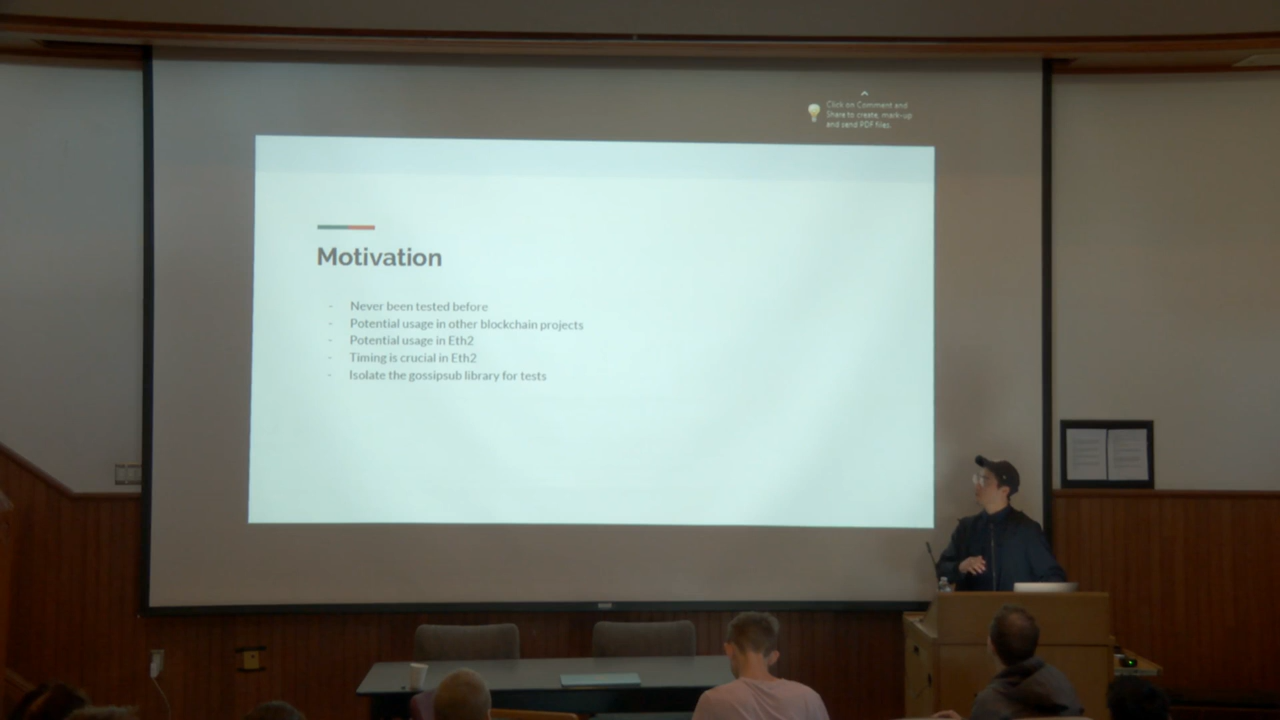 Click on Comment and
Share to create, mark-up
and send PDF files.
Motivation
- Never been tested before
- Potential usage in other blockchain projects
- Potential usage in Eth2
- Timing is crucial in Eth2
- Isolate the gossipsub library for tests